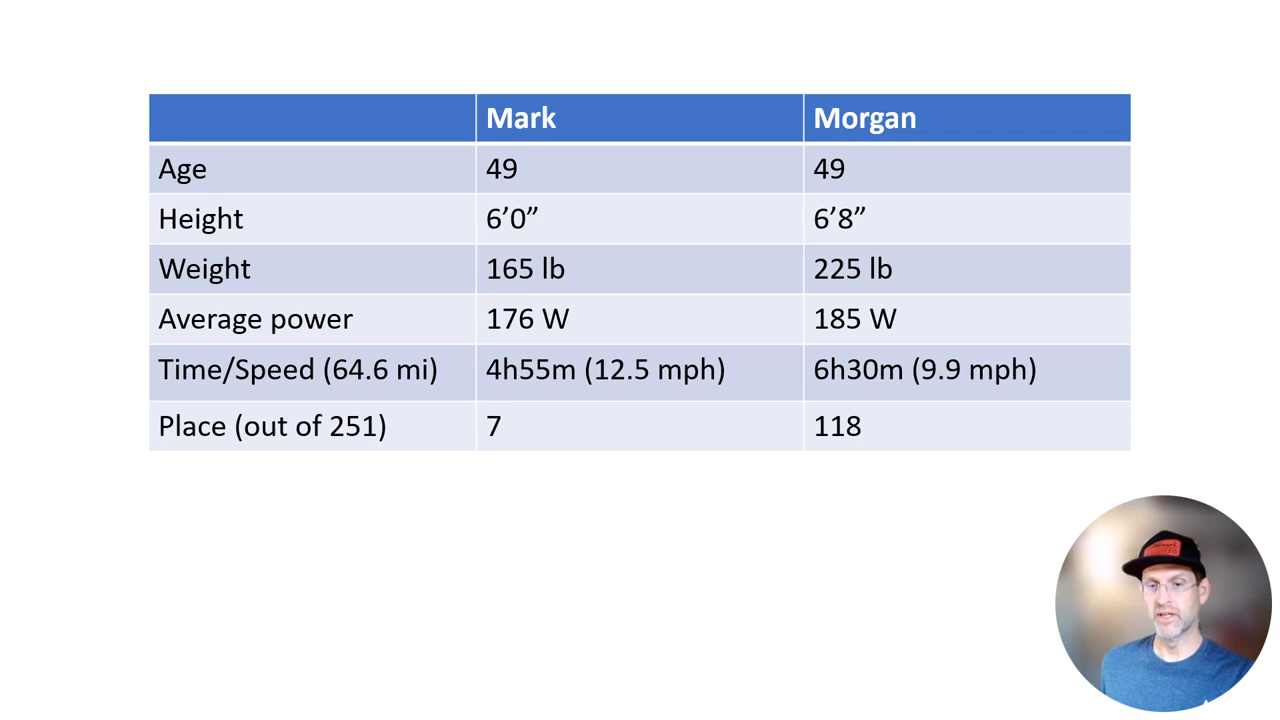 Mark Morgan
Age 49 49
Height 6’0” 6’8”
Weight 165 lb 225 lb
Average power 176 W 185 W
Time/Speed (64.6 mi) 4h55m (12.5 mph) 6h30m (9.9 mph)
Place (out of 251) 7 118